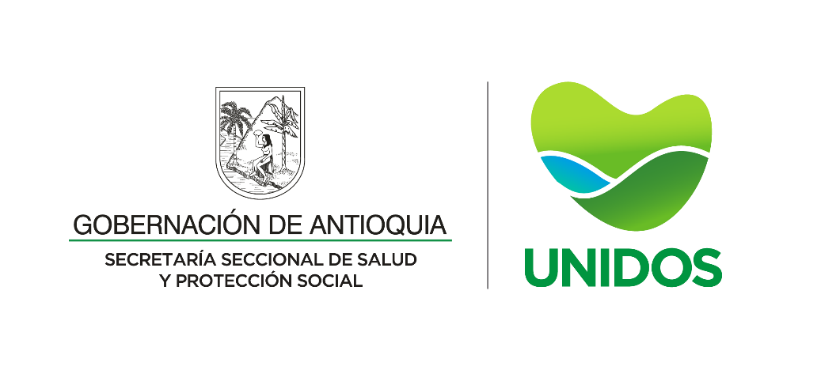 GOBERNACIÓN DE ANTIOQUIA
SECRETARÍA SECCIONAL DE SALUD
Y PROTECCIÓN SOCIAL
UNIDOS